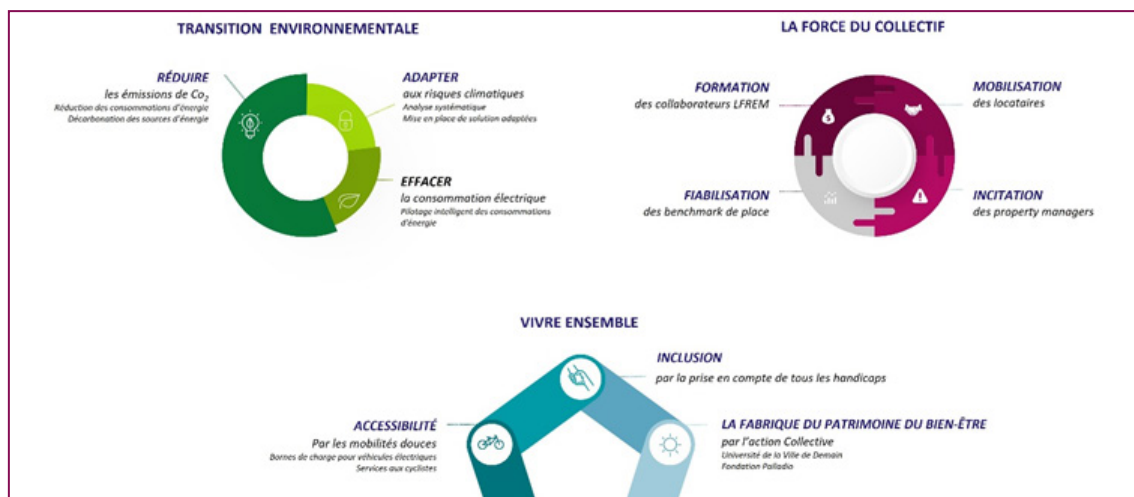 TRANSITION ENVIRONNEMENTALE
RÉDUIRE
les émissions de Co2
Réduction des consommations d'énergie
Décarbonation des sources d'énergie
ADAPTER
aux risques climatiques
Analyse systématique
Mise en place de solution adaptées
EFFACER
la consommation électrique
Pilotage intelligent des consommations
d'énergie
LA FORCE DU COLLECTIF
FORMATION
des collaborateurs LFREM
MOBILISATION
des locataires
FIABILISATION
des benchmark de place
INCITATION
des property managers
VIVRE ENSEMBLE
INCLUSION
par la prise en compte de tous les handicaps
ACCESSIBILITÉ
Par les mobilités douces
Bornes de charge pour véhicules électriques
Services aux cyclistes
LA FABRIQUE DU PATRIMOINE DU BIEN-ÊTRE
par l'action Collective
Université de la Ville de Demain
Fondation Palladio